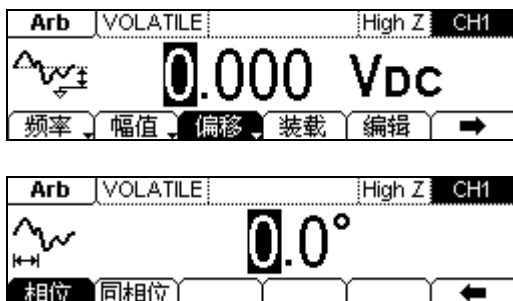 Arb VOLATILE High Z CH1
0.000 VDC
频率 幅值 偏移 装载 编辑
Arb VOLATILE High Z CH1
0.0°
相位 同相位